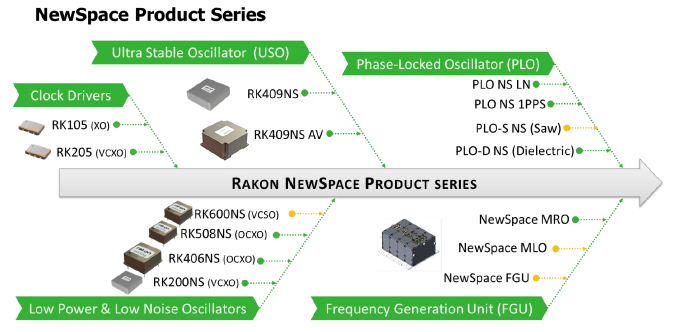 NewSpace Product Series
Ultra Stable Oscillator (USO)
Phase-Locked Oscillator (PLO)
Clock Drivers
RK105 (XO)
RK205 (VCXO)
RK409NS
RK409NS AV
PLO NS LN
PLO NS 1PPS
PLO-S NS (Saw)
PLO-D NS (Dielectric)
RAKON NEWSPACE PRODUCT SERIES
RK600NS (VCSO)
RK508NS (OCXO)
RK406NS (OCXO)
RK200NS (VCXO)
NewSpace MRO
NewSpace MLO
NewSpace FGU
Low Power & Low Noise Oscillators
Frequency Generation Unit (FGU)